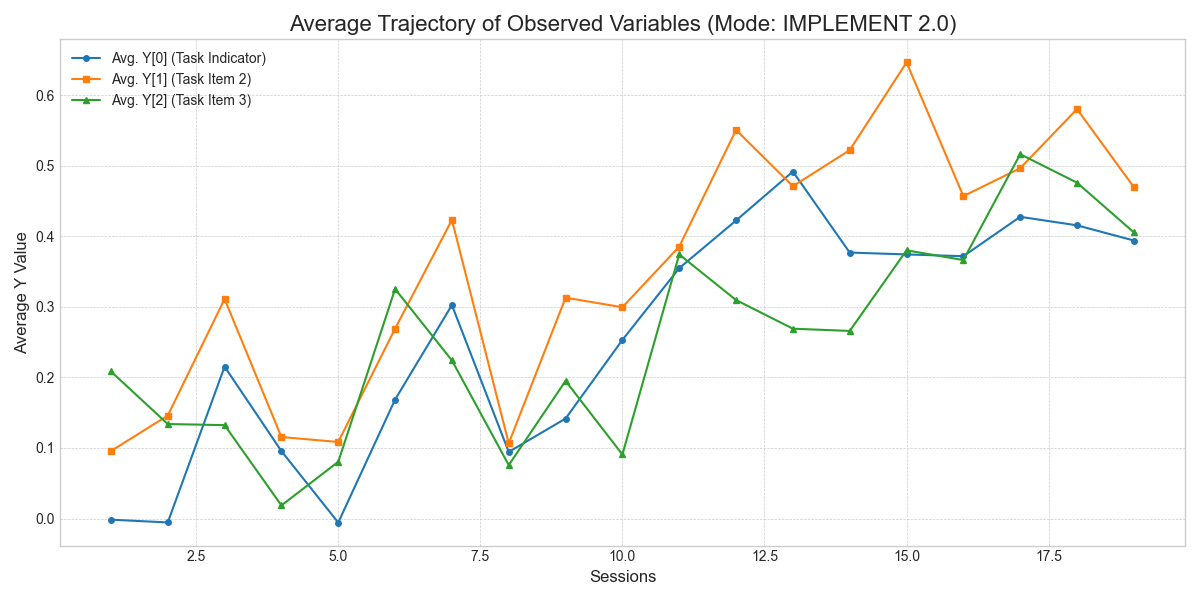 Average Trajectory of Observed Variables (Mode: IMPLEMENT 2.0)
Avg. Y[0] (Task Indicator)
Avg. Y[1] (Task Item 2)
Avg. Y[2] (Task Item 3)
Average Y Value
0.6
0.5
0.4
0.3
0.2
0.1
0.0
2.5 5.0 7.5 10.0 12.5 15.0 17.5
Sessions